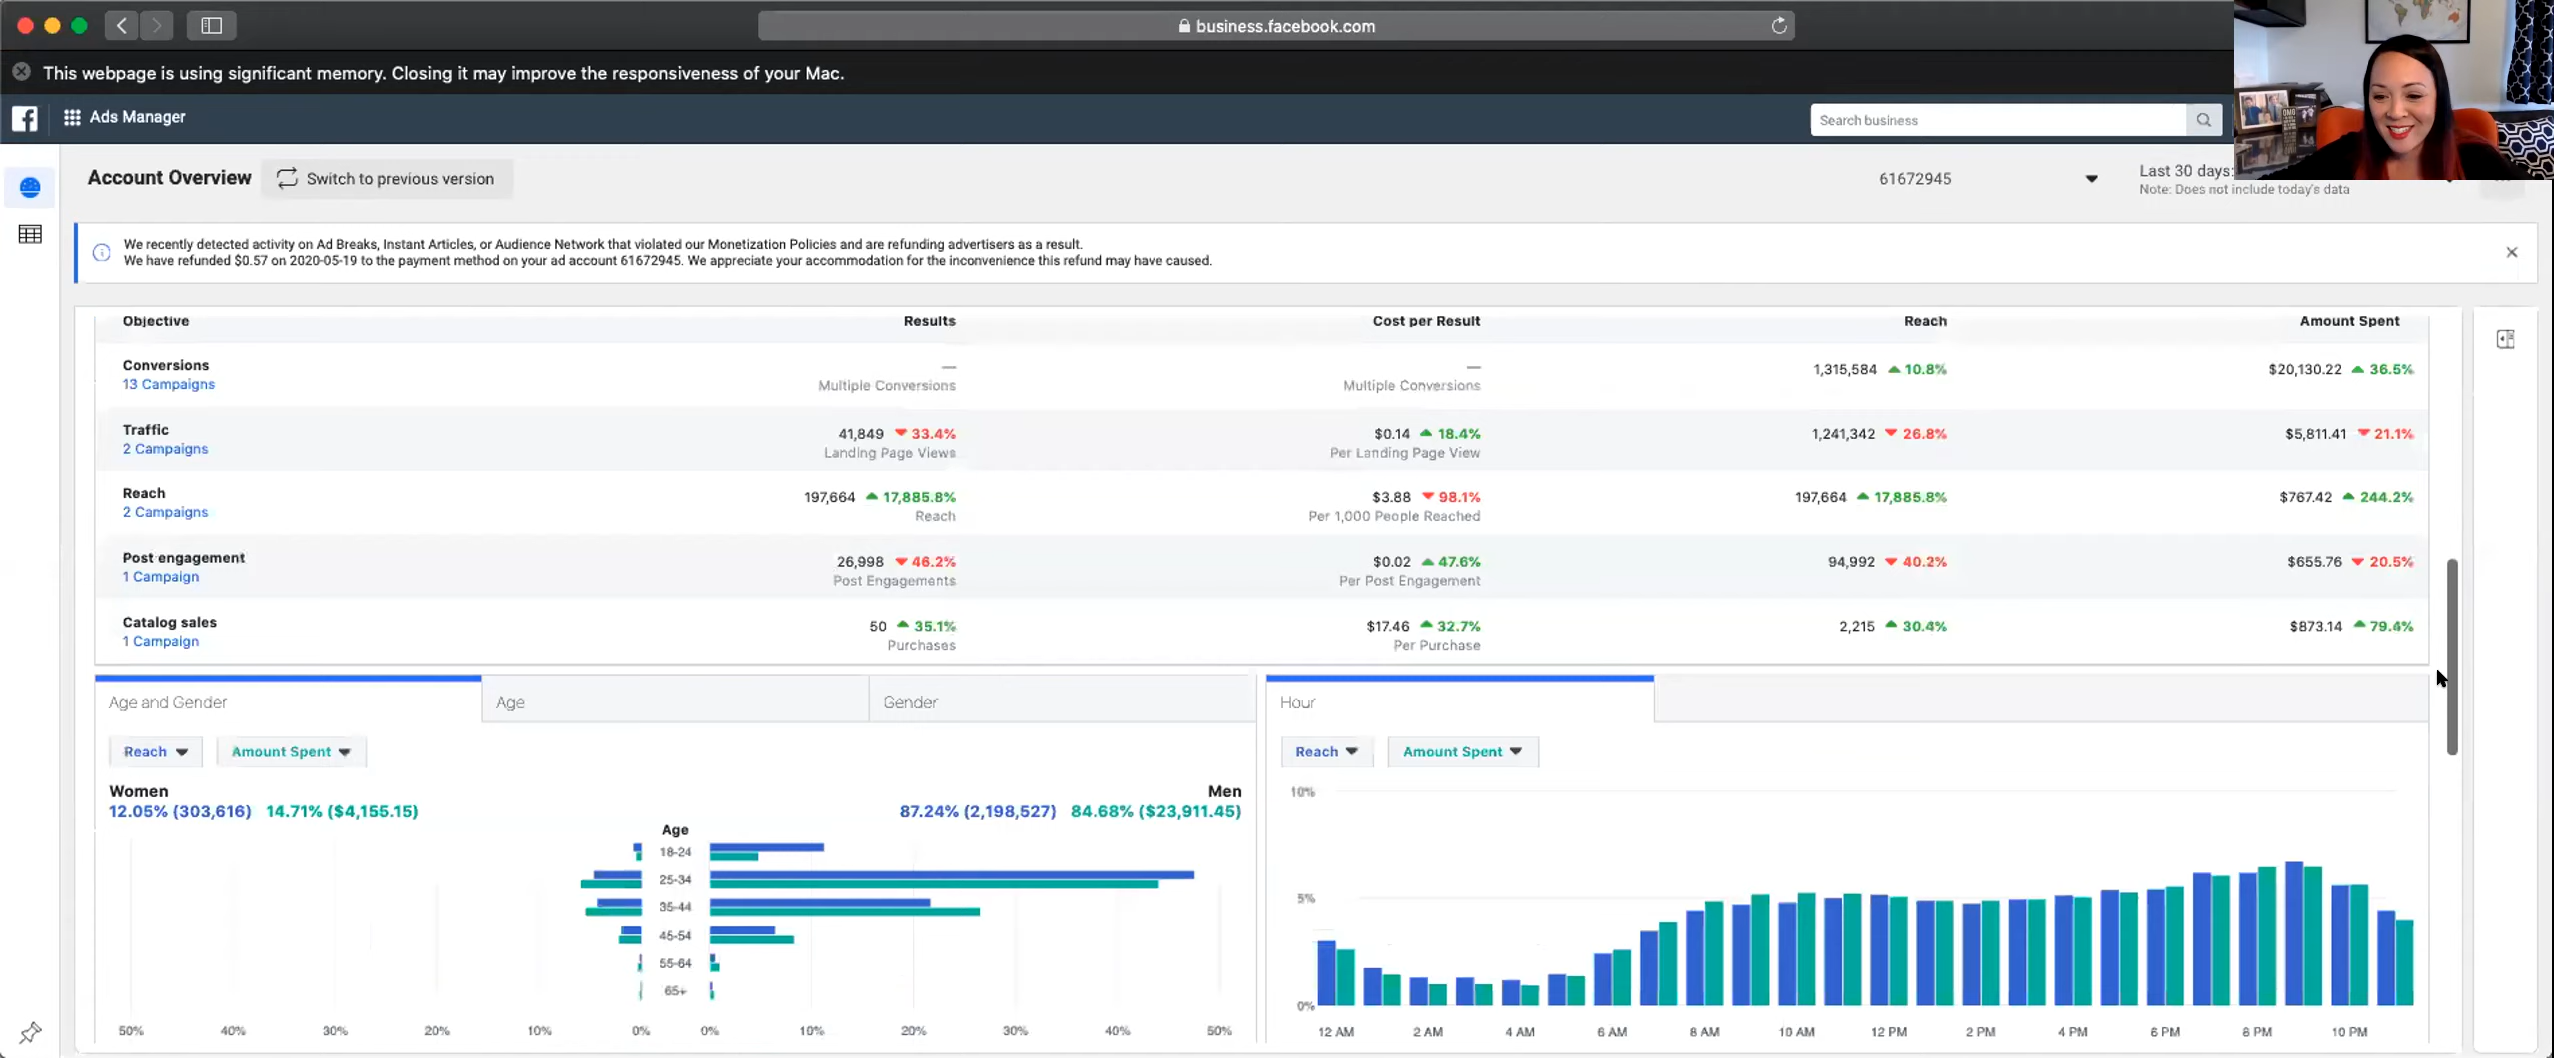 business.facebook.com
This webpage is using significant memory. Closing it may improve the responsiveness of your Mac.
Ads Manager
Search business
Account Overview Switch to previous version 61672945 Last 30 days:
Note: Does not include today's data
We recently detected activity on Ad Breaks, Instant Articles, or Audience Network that violated our Monetization Policies and are refunding advertisers as a result.
We have refunded $0.57 on 2020-05-19 to the payment method on your ad account 61672945. We appreciate your accommodation for the inconvenience this refund may have caused.
Objective Results Cost per Result Reach Amount Spent
Conversions — — 1,315,584 10.8% $20,130.22 36.5%
13 Campaigns Multiple Conversions Multiple Conversions
Traffic 41,849 33.4% $0.14 18.4% 1,241,342 26.8% $5,811.41 21.1%
2 Campaigns Landing Page Views Per Landing Page View
Reach 197,664 17,885.8% $3.88 98.1% 197,664 17,885.8% $767.42 244.2%
2 Campaigns Reach Per 1,000 People Reached
Post engagement 26,998 46.2% $0.02 47.6% 94,992 40.2% $655.76 20.5%
1 Campaign Post Engagements Per Post Engagement
Catalog sales 50 35.1% $17.46 32.7% 2,215 30.4% $873.14 79.4%
1 Campaign Purchases Per Purchase
Age and Gender Age Gender
Reach Amount Spent
Women Men
12.05% (303,616) 14.71% ($4,155.15) 87.24% (2,198,527) 84.68% ($23,911.45)
Age
18-24
25-34
35-44
45-54
55-64
65+
50% 40% 30% 20% 10% 0% 0% 10% 20% 30% 40% 50%
Hour
Reach Amount Spent
10%
5%
0%
12 AM 2 AM 4 AM 6 AM 8 AM 10 AM 12 PM 2 PM 4 PM 6 PM 8 PM 10 PM